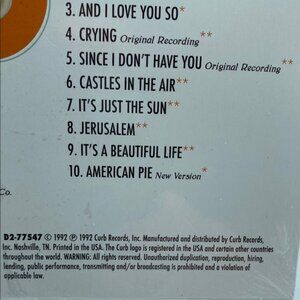 3. AND I LOVE YOU SO*
4. CRYING Original Recording**
5. SINCE I DON'T HAVE YOU Original Recording**
6. CASTLES IN THE AIR**
7. IT'S JUST THE SUN**
8. JERUSALEM**
9. IT'S A BEAUTIFUL LIFE**
10. AMERICAN PIE New Version*
Co.
D2-77547 © 1992 ℗ 1992 Curb Records, Inc. Manufactured and distributed by Curb Records,
Inc. Nashville, TN. Printed in the USA. The Curb logo is registered in the USA and certain other countries
throughout the world. WARNING: All rights reserved. Unauthorized duplication, reproduction, hiring,
lending, public performance, transmitting and/or broadcasting is prohibited and a violation of
applicable law.